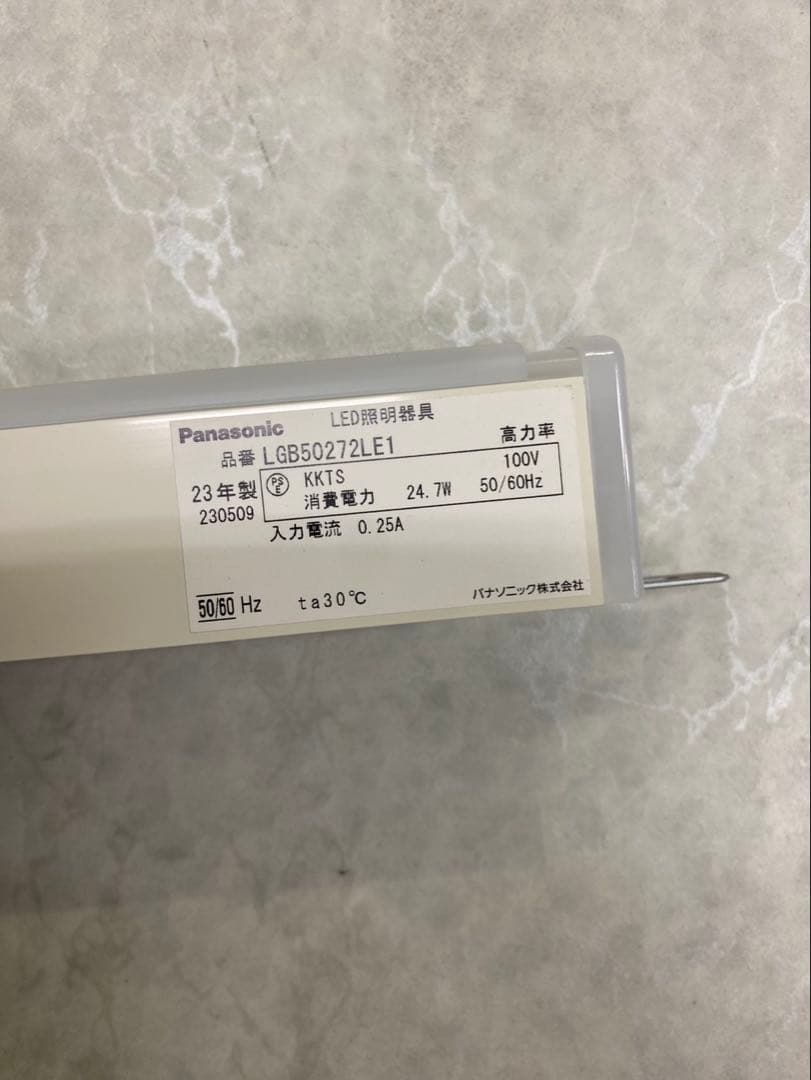 Panasonic LED照明器具
品番 LGB50272LE1 高力率
23年製 PSE KKTS 100V
230509 消費電力 24.7W 50/60Hz
入力電流 0.25A
50/60 Hz ta30℃ パナソニック株式会社